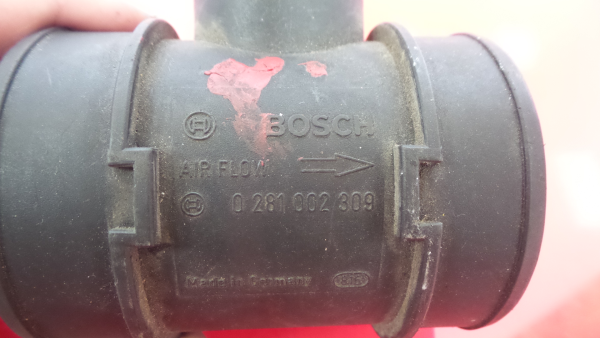 BOSCH
AIR FLOW
0 281 002 309
Made in Germany